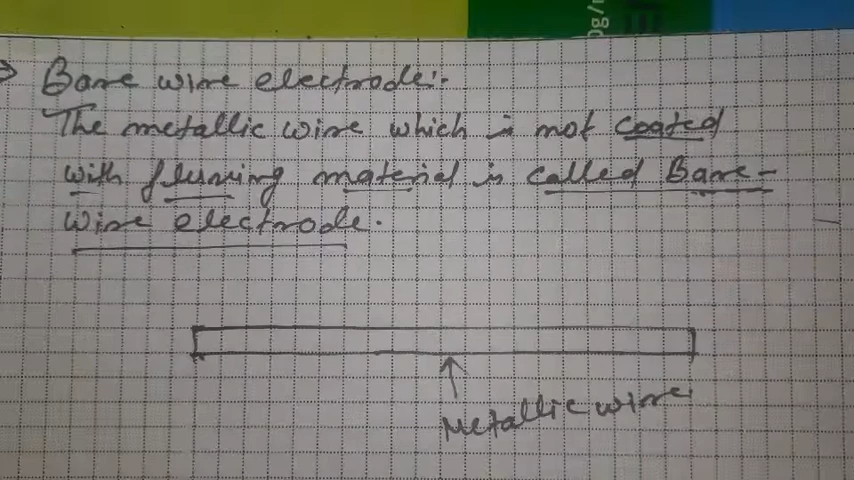 Bare wire electrode:-
The metallic wire which is not coated
with fluxing material is called Bare-
wire electrode.
Metallic wire.